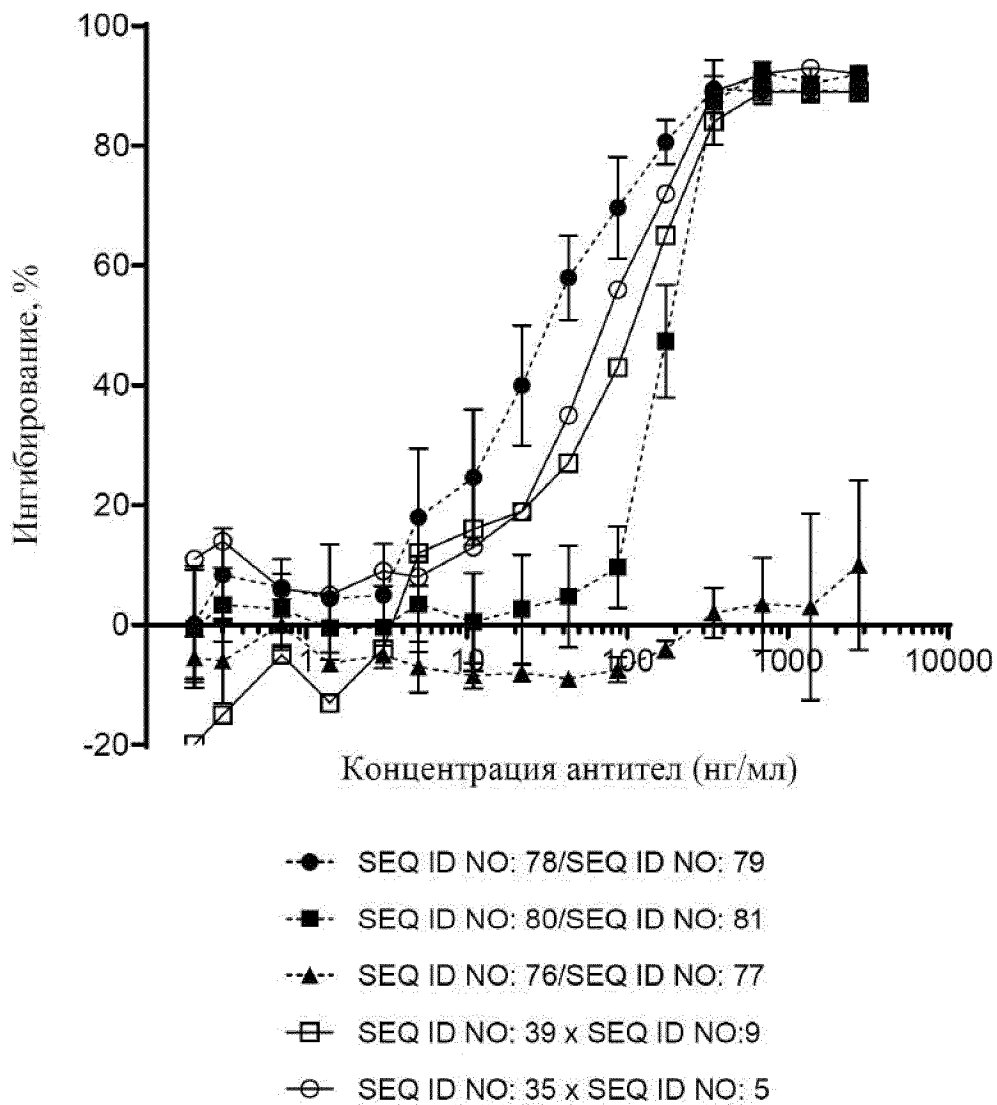 100
80
60
40
20
0
-20
1 10 100 1000 10000
Ингибирование, %
Концентрация антител (нг/мл)
SEQ ID NO: 78/SEQ ID NO: 79
SEQ ID NO: 80/SEQ ID NO: 81
SEQ ID NO: 76/SEQ ID NO: 77
SEQ ID NO: 39 x SEQ ID NO:9
SEQ ID NO: 35 x SEQ ID NO: 5